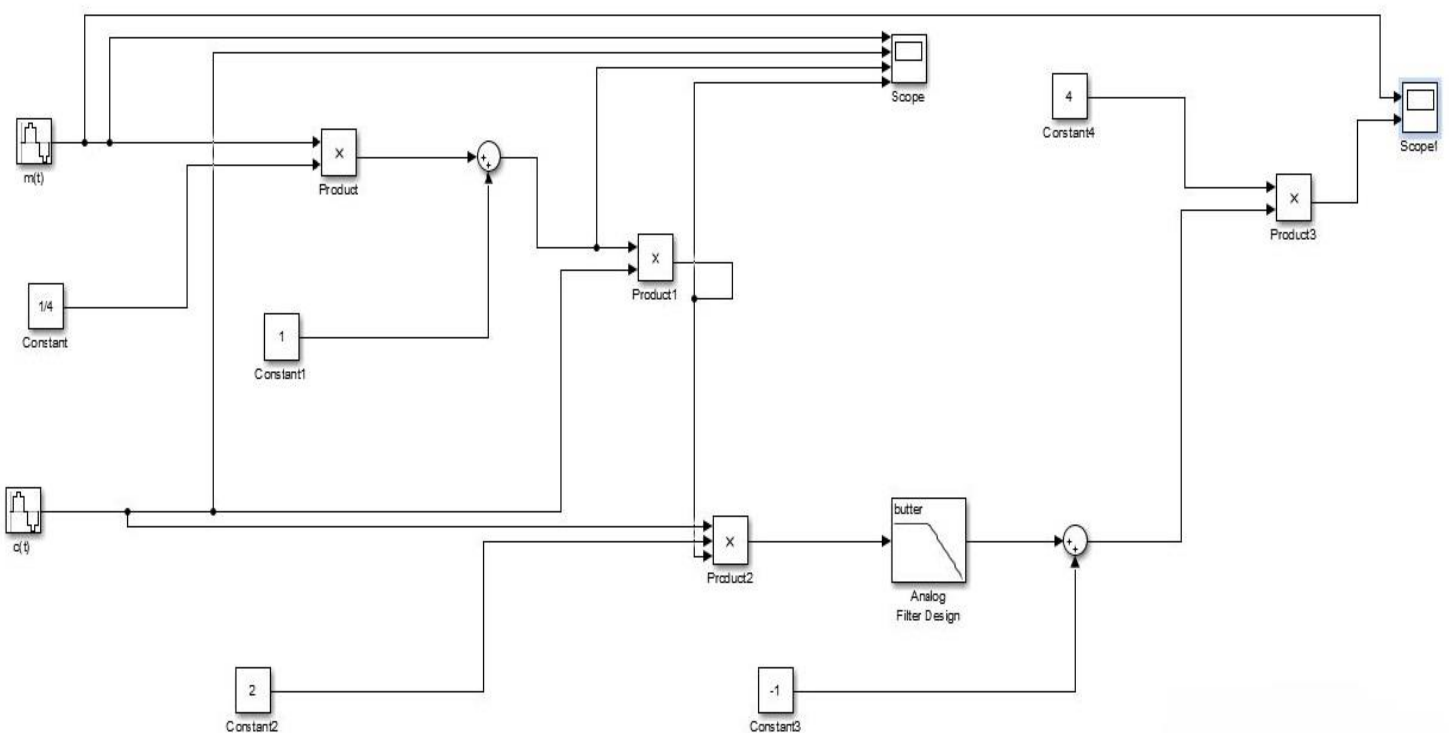 Scope
4
Constant4
Scope1
m(t)
X
Product
+
+
X
Product3
X
Product1
1/4
Constant
1
Constant1
c(t)
butter
X
Product2
+
+
Analog
Filter Design
2
Constant2
-1
Constant3